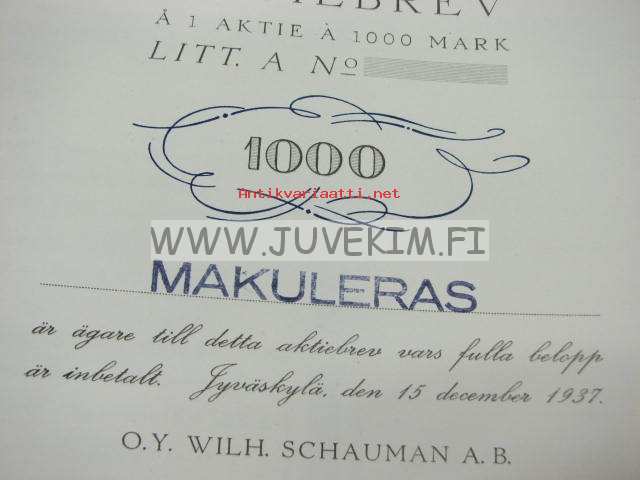 Å 1 AKTIE À 1000 MARK
LITT. A No
1000
Antikvariaatti.net
WWW.JUVEKIM.FI
MAKULERAS
är ägare till detta aktiebrev vars fulla belopp
är inbetalt. Jyväskylä, den 15 december 1937.
O.Y. WILH. SCHAUMAN A.B.